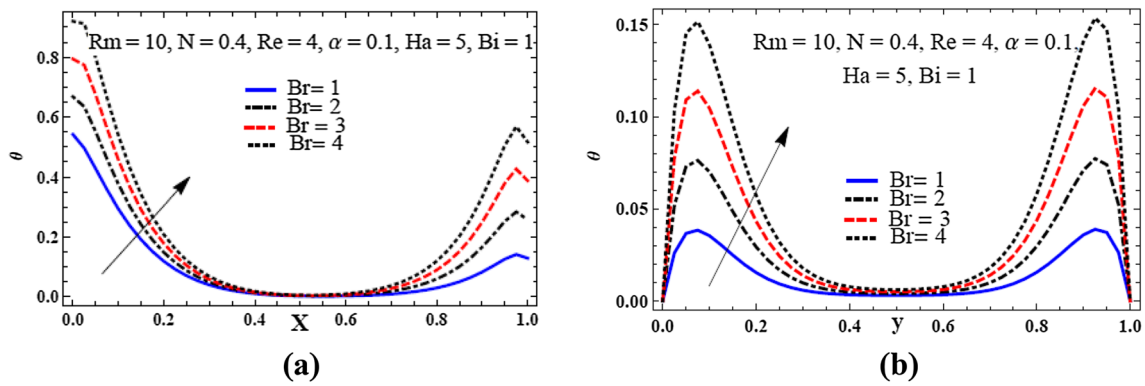 Rm = 10, N = 0.4, Re = 4, α = 0.1, Ha = 5, Bi = 1
Br= 1
Br= 2
Br = 3
Br= 4
θ
0.8
0.6
0.4
0.2
0.0
0.0 0.2 0.4 0.6 0.8 1.0
X
(a)
Rm = 10, N = 0.4, Re = 4, α = 0.1,
Ha = 5, Bi = 1
Br= 1
Br= 2
Br = 3
Br= 4
θ
0.15
0.10
0.05
0.00
0.0 0.2 0.4 0.6 0.8 1.0
y
(b)